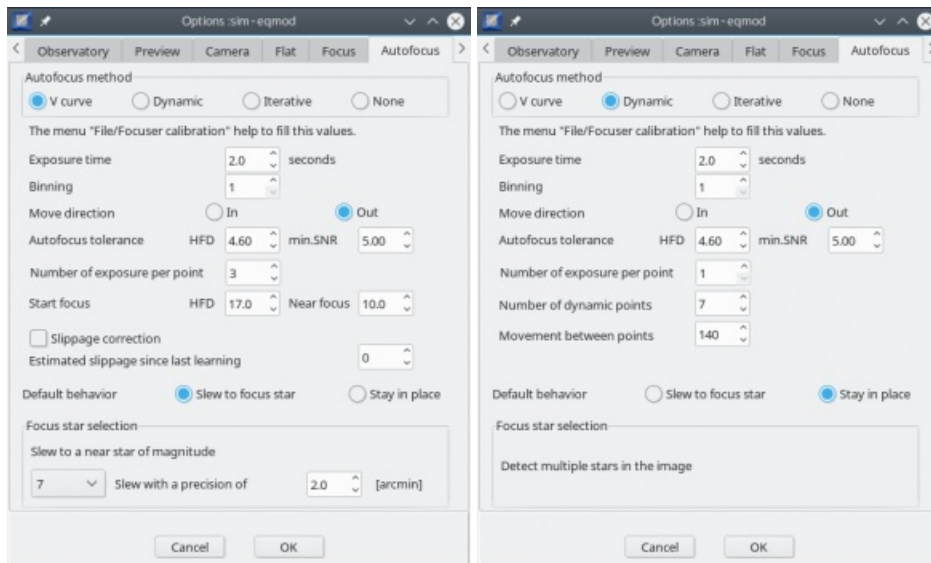 Options :sim-eqmod
Observatory Preview Camera Flat Focus Autofocus
Autofocus method
V curve Dynamic Iterative None
The menu "File/Focuser calibration" help to fill this values.
Exposure time 2.0 seconds
Binning 1
Move direction In Out
Autofocus tolerance HFD 4.60 min.SNR 5.00
Number of exposure per point 3
Start focus HFD 17.0 Near focus 10.0
Slippage correction
Estimated slippage since last learning 0
Default behavior Slew to focus star Stay in place
Focus star selection
Slew to a near star of magnitude
7 Slew with a precision of 2.0 [arcmin]
Cancel OK
Options :sim-eqmod
Observatory Preview Camera Flat Focus Autofocus
Autofocus method
V curve Dynamic Iterative None
The menu "File/Focuser calibration" help to fill this values.
Exposure time 2.0 seconds
Binning 1
Move direction In Out
Autofocus tolerance HFD 4.60 min.SNR 5.00
Number of exposure per point 1
Number of dynamic points 7
Movement between points 140
Default behavior Slew to focus star Stay in place
Focus star selection
Detect multiple stars in the image
Cancel OK